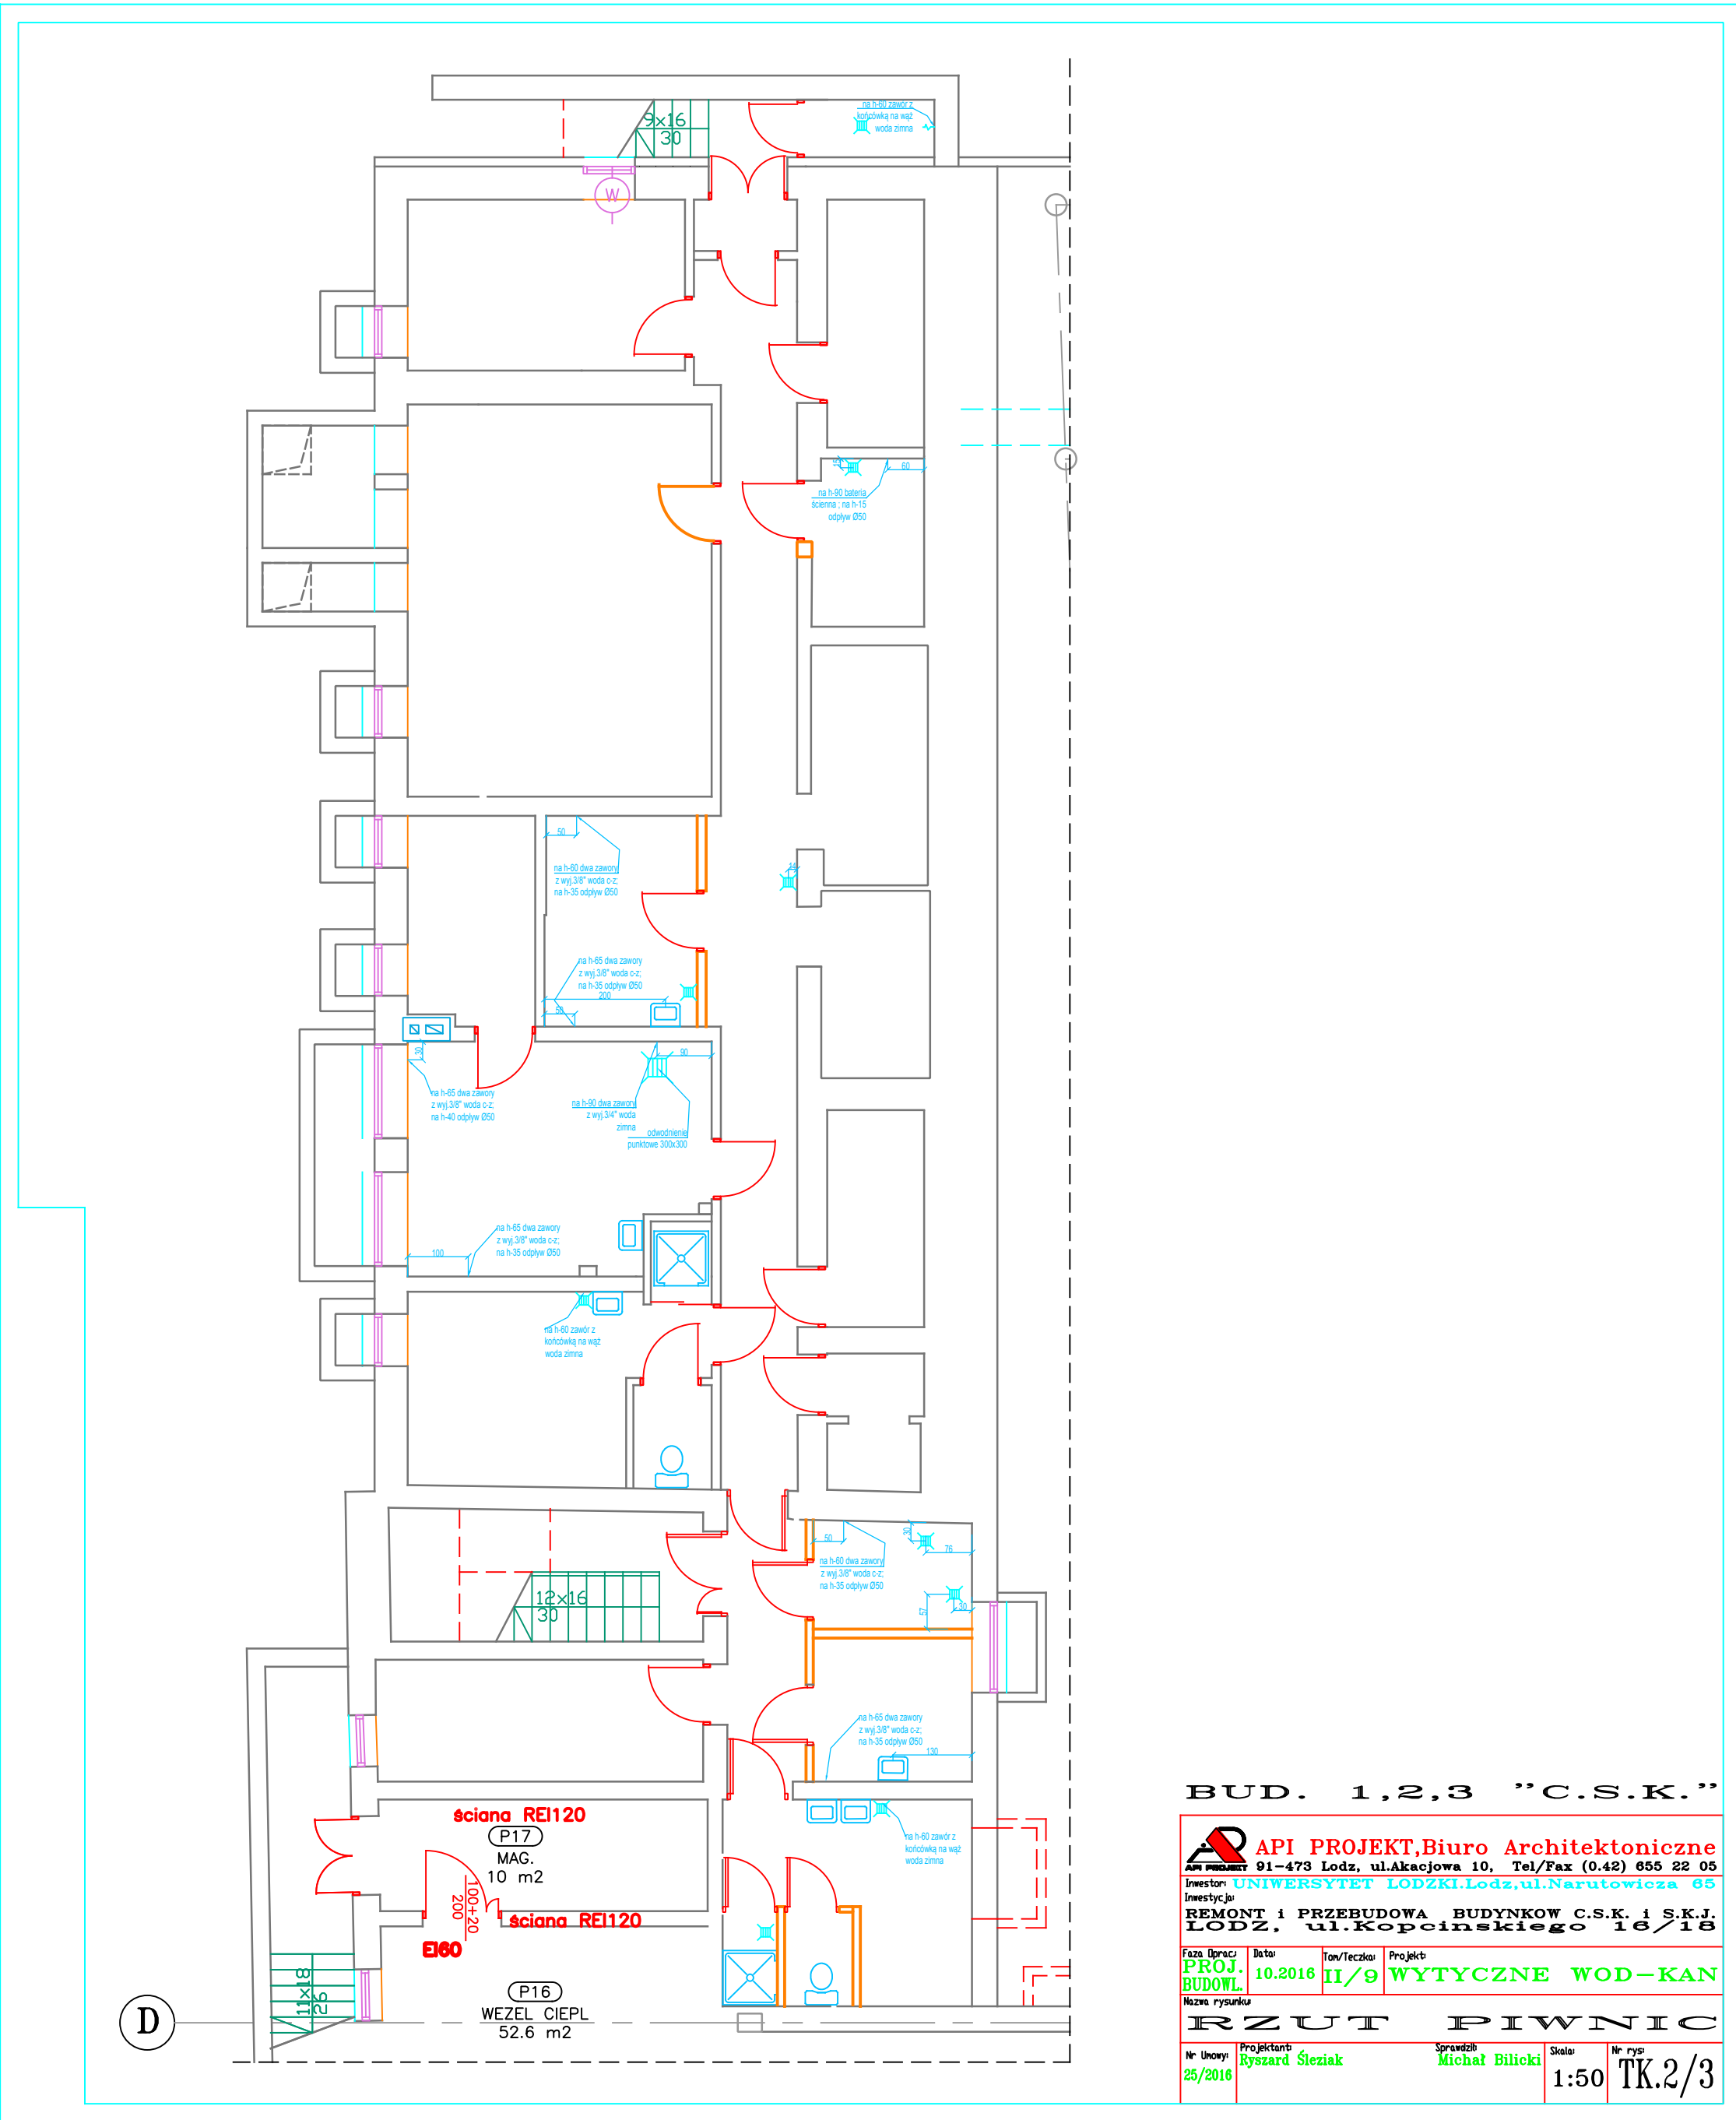 9x16
30
na h-60 zawór z
końcówką na wąż
woda zimna
W
15
60
na h-90 bateria
ścienna ; na h-15
odpływ Ø50
50
14
na h-60 dwa zawory
z wyj.3/8" woda c-z;
na h-35 odpływ Ø50
na h-65 dwa zawory
z wyj.3/8" woda c-z;
na h-35 odpływ Ø50
200
50
30
90
na h-65 dwa zawory
z wyj.3/8" woda c-z;
na h-40 odpływ Ø50
na h-90 dwa zawory
z wyj.3/4" woda
zimna
odwodnienie
punktowe 300x300
na h-65 dwa zawory
z wyj.3/8" woda c-z;
na h-35 odpływ Ø50
100
na h-60 zawór z
końcówką na wąż
woda zimna
50
30
76
na h-60 dwa zawory
z wyj.3/8" woda c-z;
na h-35 odpływ Ø50
12x16
30
57
30
na h-65 dwa zawory
z wyj.3/8" woda c-z;
na h-35 odpływ Ø50
130
ściana REI120
P17
MAG.
10 m2
na h-60 zawór z
końcówką na wąż
woda zimna
100+20
200
ściana REI120
EI60
11x18
26
P16
WEZEL CIEPL
52.6 m2
D
BUD. 1,2,3 "C.S.K."
API PROJEKT
API PROJEKT,Biuro Architektoniczne
91-473 Lodz, ul.Akacjowa 10, Tel/Fax (0.42) 655 22 05
Inwestor: UNIWERSYTET LODZKI.Lodz,ul.Narutowicza 65
Inwestycja:
REMONT i PRZEBUDOWA BUDYNKOW C.S.K. i S.K.J.
LODZ, ul.Kopcinskiego 16/18
Faza Oprac.: Data: Tom/Teczka: Projekt:
PROJ.
BUDOWL. 10.2016 II/9 WYTYCZNE WOD-KAN
Nazwa rysunku:
RZUT PIWNIC
Nr Umowy: Projektant: Sprawdzil: Skala: Nr rys:
25/2016 Ryszard Śleziak Michał Bilicki 1:50 TK.2/3